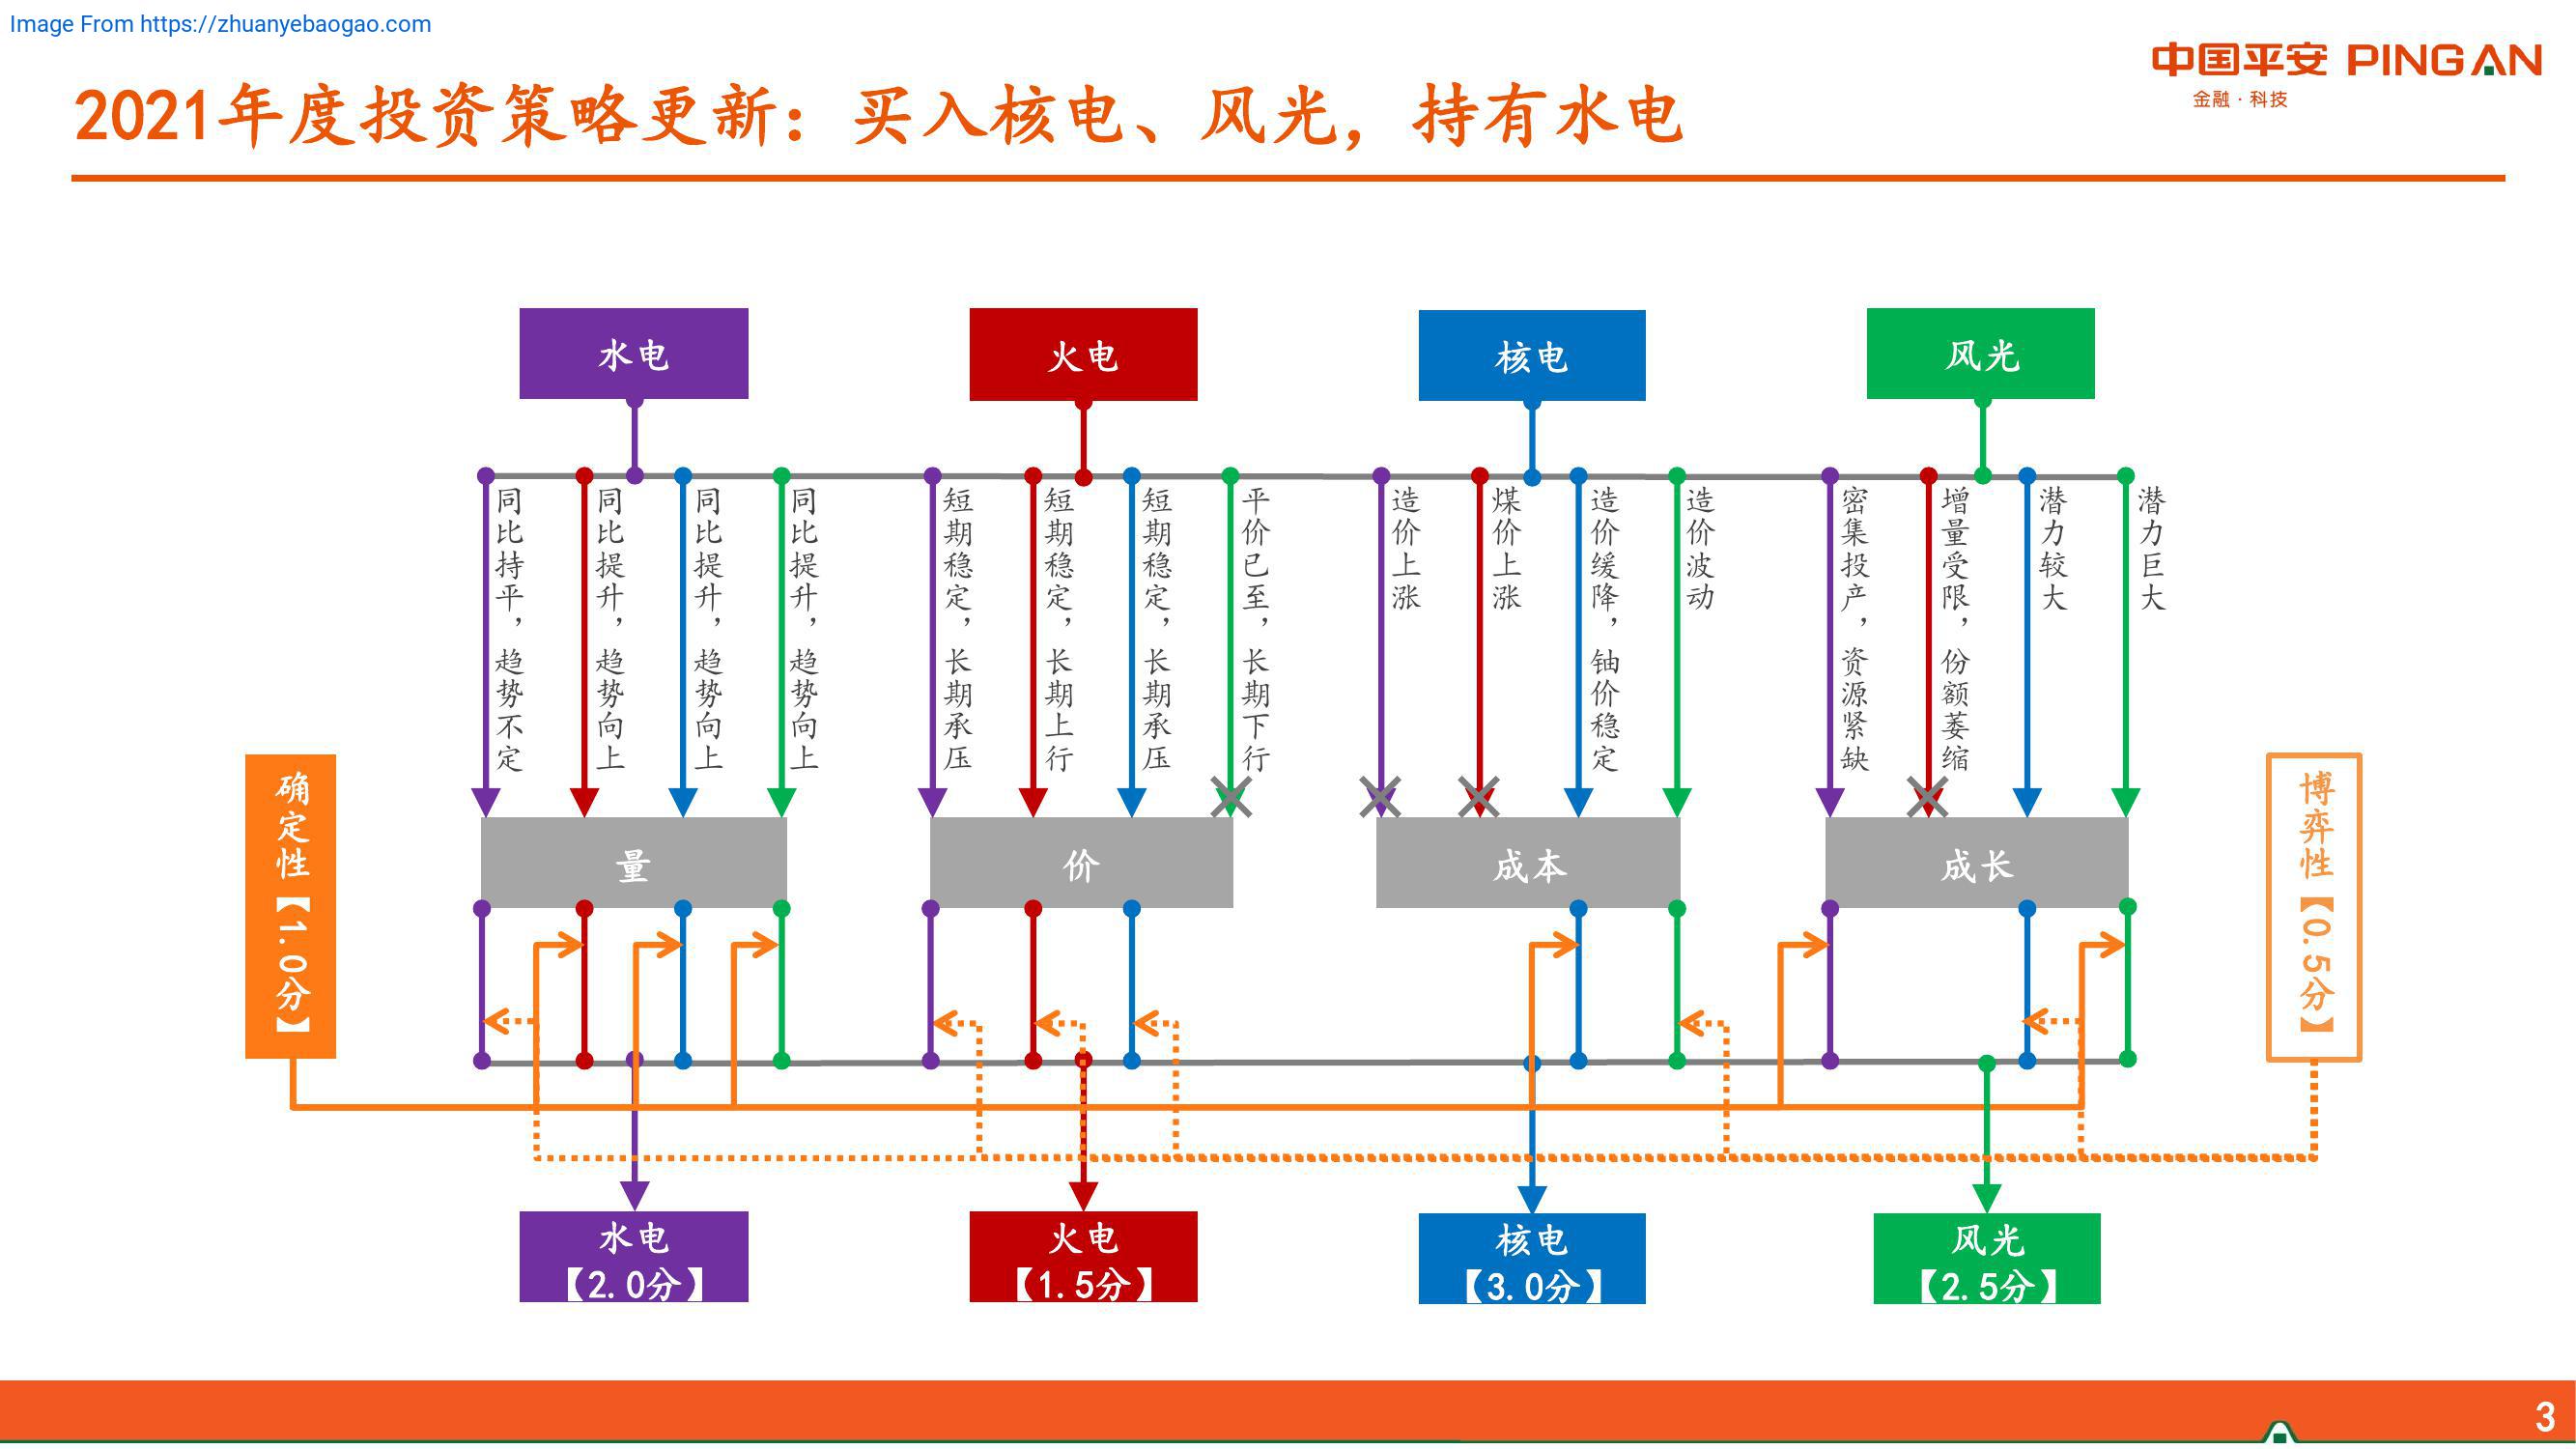 Image From https://zhuanyebaogao.com
中国平安 PINGAN
金融·科技
2021年度投资策略更新：买入核电、风光，持有水电
水电
火电
核电
风光
同比持平，趋势不定
同比提升，趋势向上
同比提升，趋势向上
同比提升，趋势向上
短期稳定，长期承压
短期稳定，长期上行
短期稳定，长期承压
平价已至，长期下行
造价上涨
煤价上涨
造价缓降，铀价稳定
造价波动
密集投产，资源紧缺
增量受限，份额萎缩
潜力较大
潜力巨大
确定性【1.0分】
量
价
成本
成长
博弈性【0.5分】
水电
【2.0分】
火电
【1.5分】
核电
【3.0分】
风光
【2.5分】
3